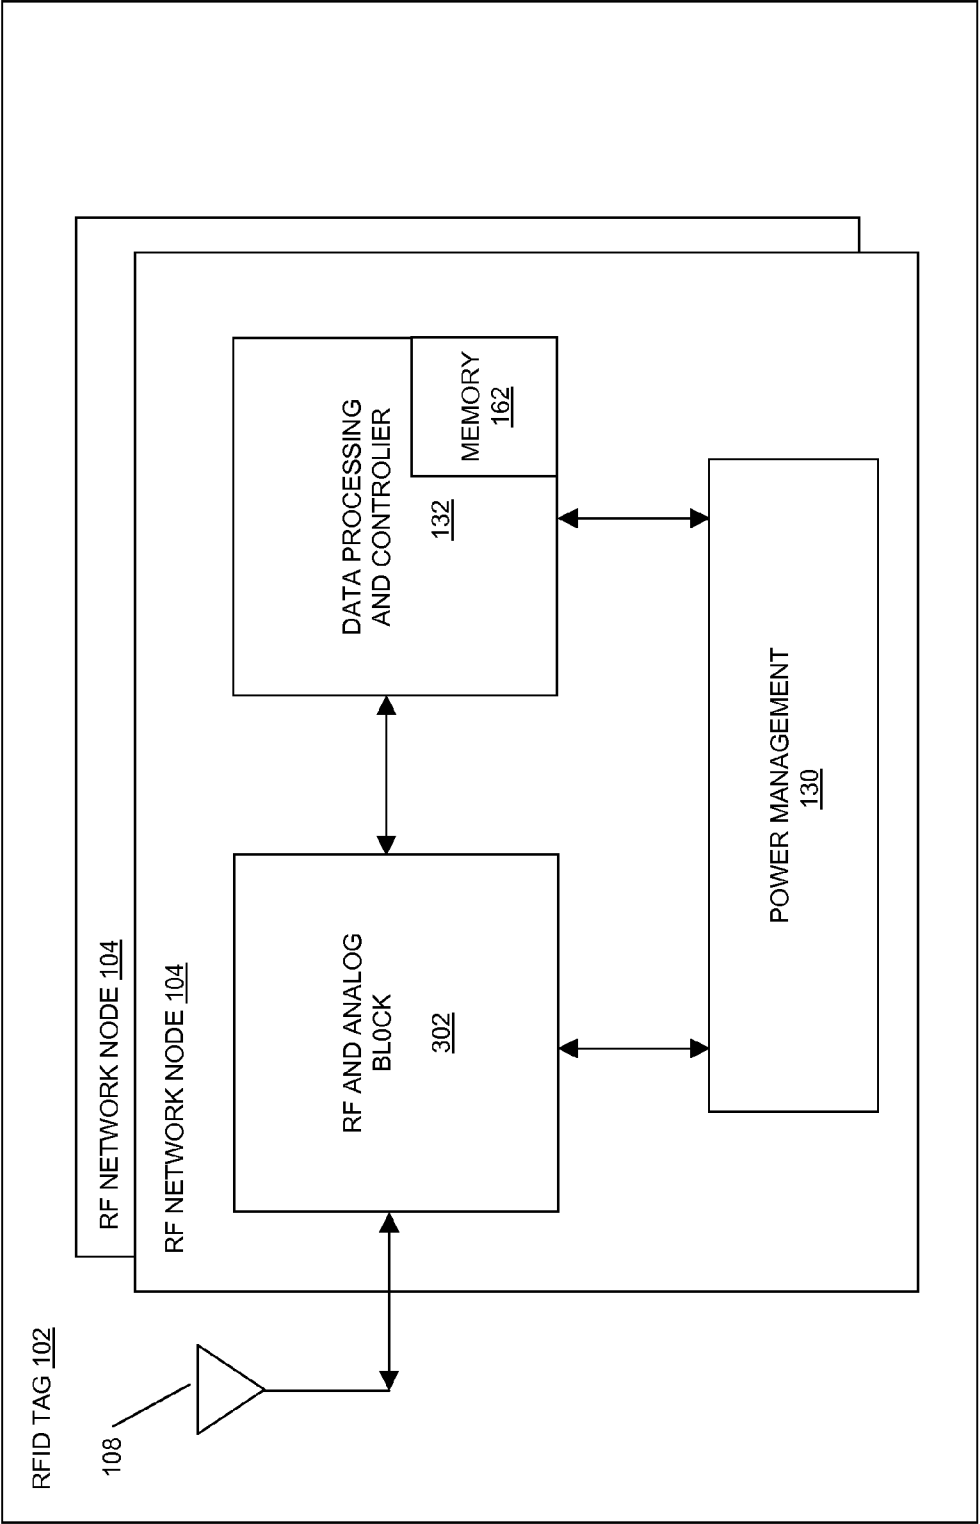 RFID TAG 102
108
RF NETWORK NODE 104
RF NETWORK NODE 104
RF AND ANALOG
BL0CK
302
DATA PROCESSING
AND CONTROLIER
132
MEMORY
162
POWER MANAGEMENT
130